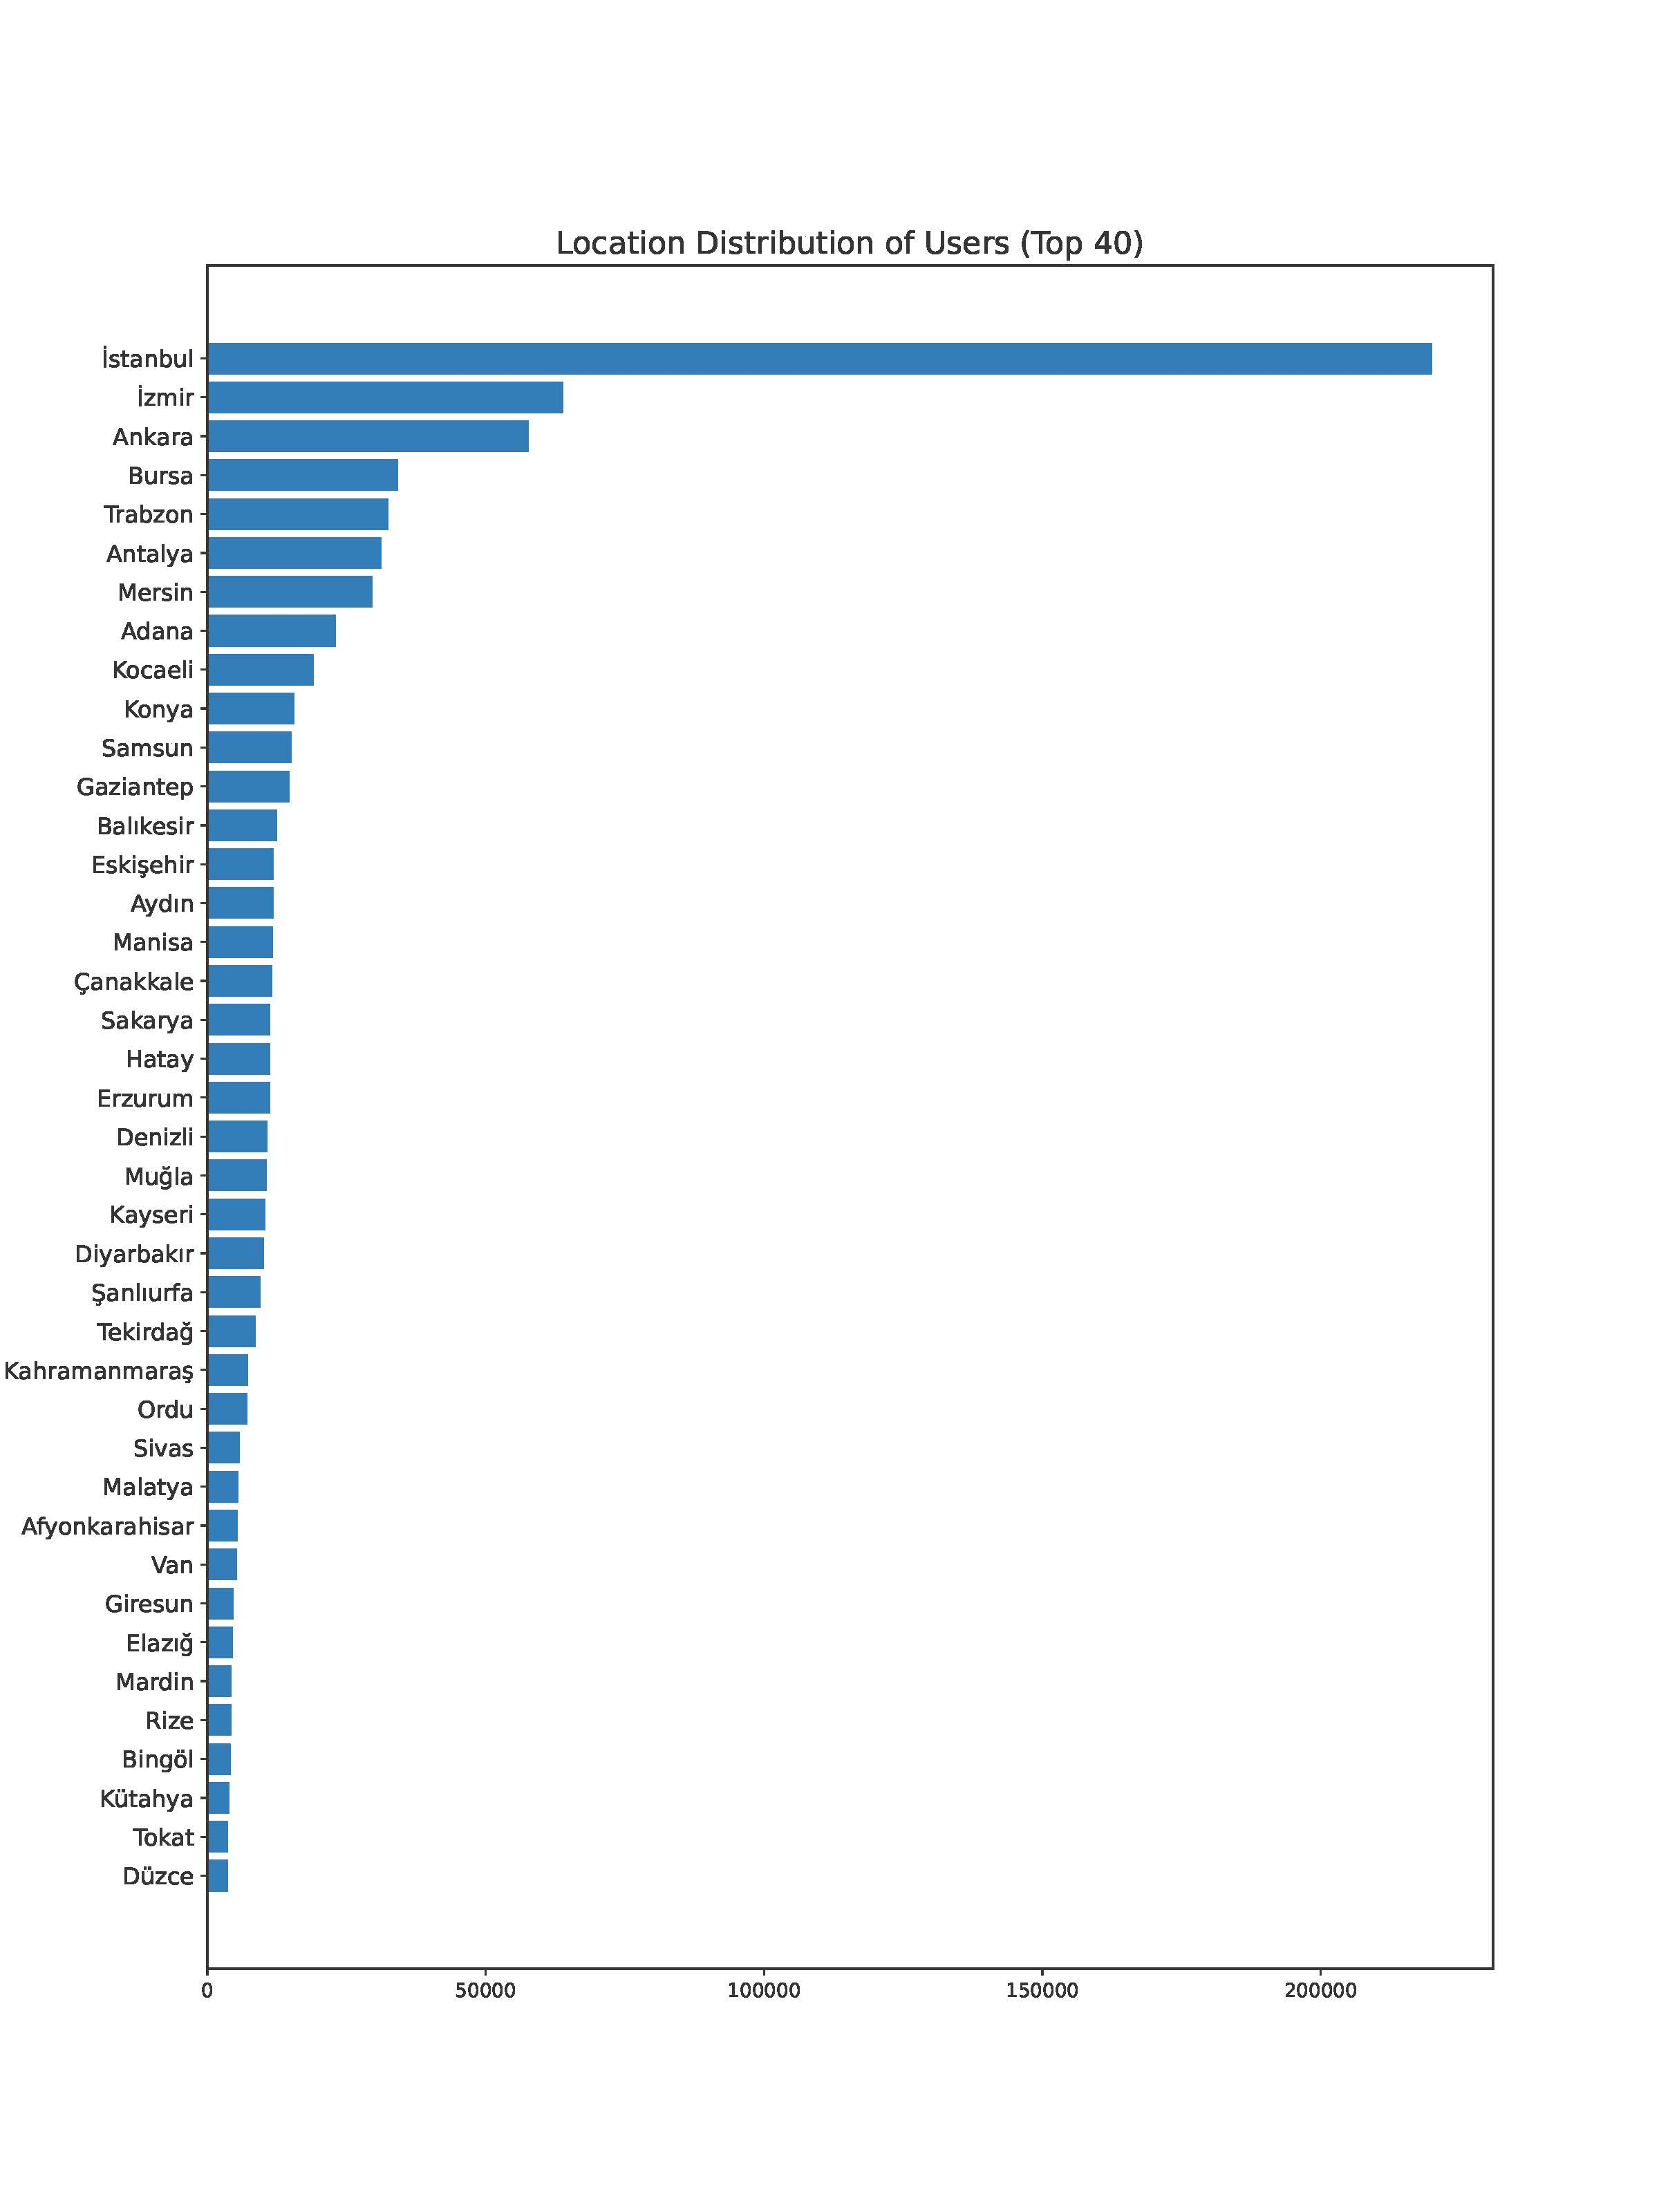 Location Distribution of Users (Top 40)
İstanbul
İzmir
Ankara
Bursa
Trabzon
Antalya
Mersin
Adana
Kocaeli
Konya
Samsun
Gaziantep
Balıkesir
Eskişehir
Aydın
Manisa
Çanakkale
Sakarya
Hatay
Erzurum
Denizli
Muğla
Kayseri
Diyarbakır
Şanlıurfa
Tekirdağ
Kahramanmaraş
Ordu
Sivas
Malatya
Afyonkarahisar
Van
Giresun
Elazığ
Mardin
Rize
Bingöl
Kütahya
Tokat
Düzce
0 50000 100000 150000 200000